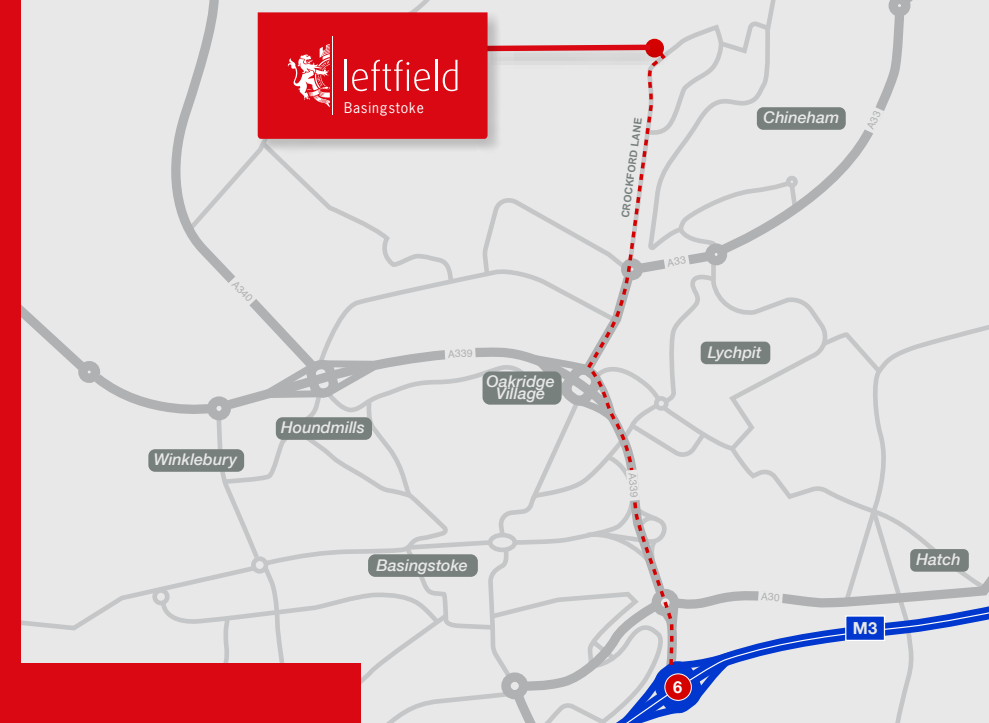 leftfield
Basingstoke
CROCKFORD LANE
Chineham
A33
A33
A340
A339
Lychpit
Oakridge
Village
Houndmills
Winklebury
A339
Basingstoke
Hatch
A30
M3
6